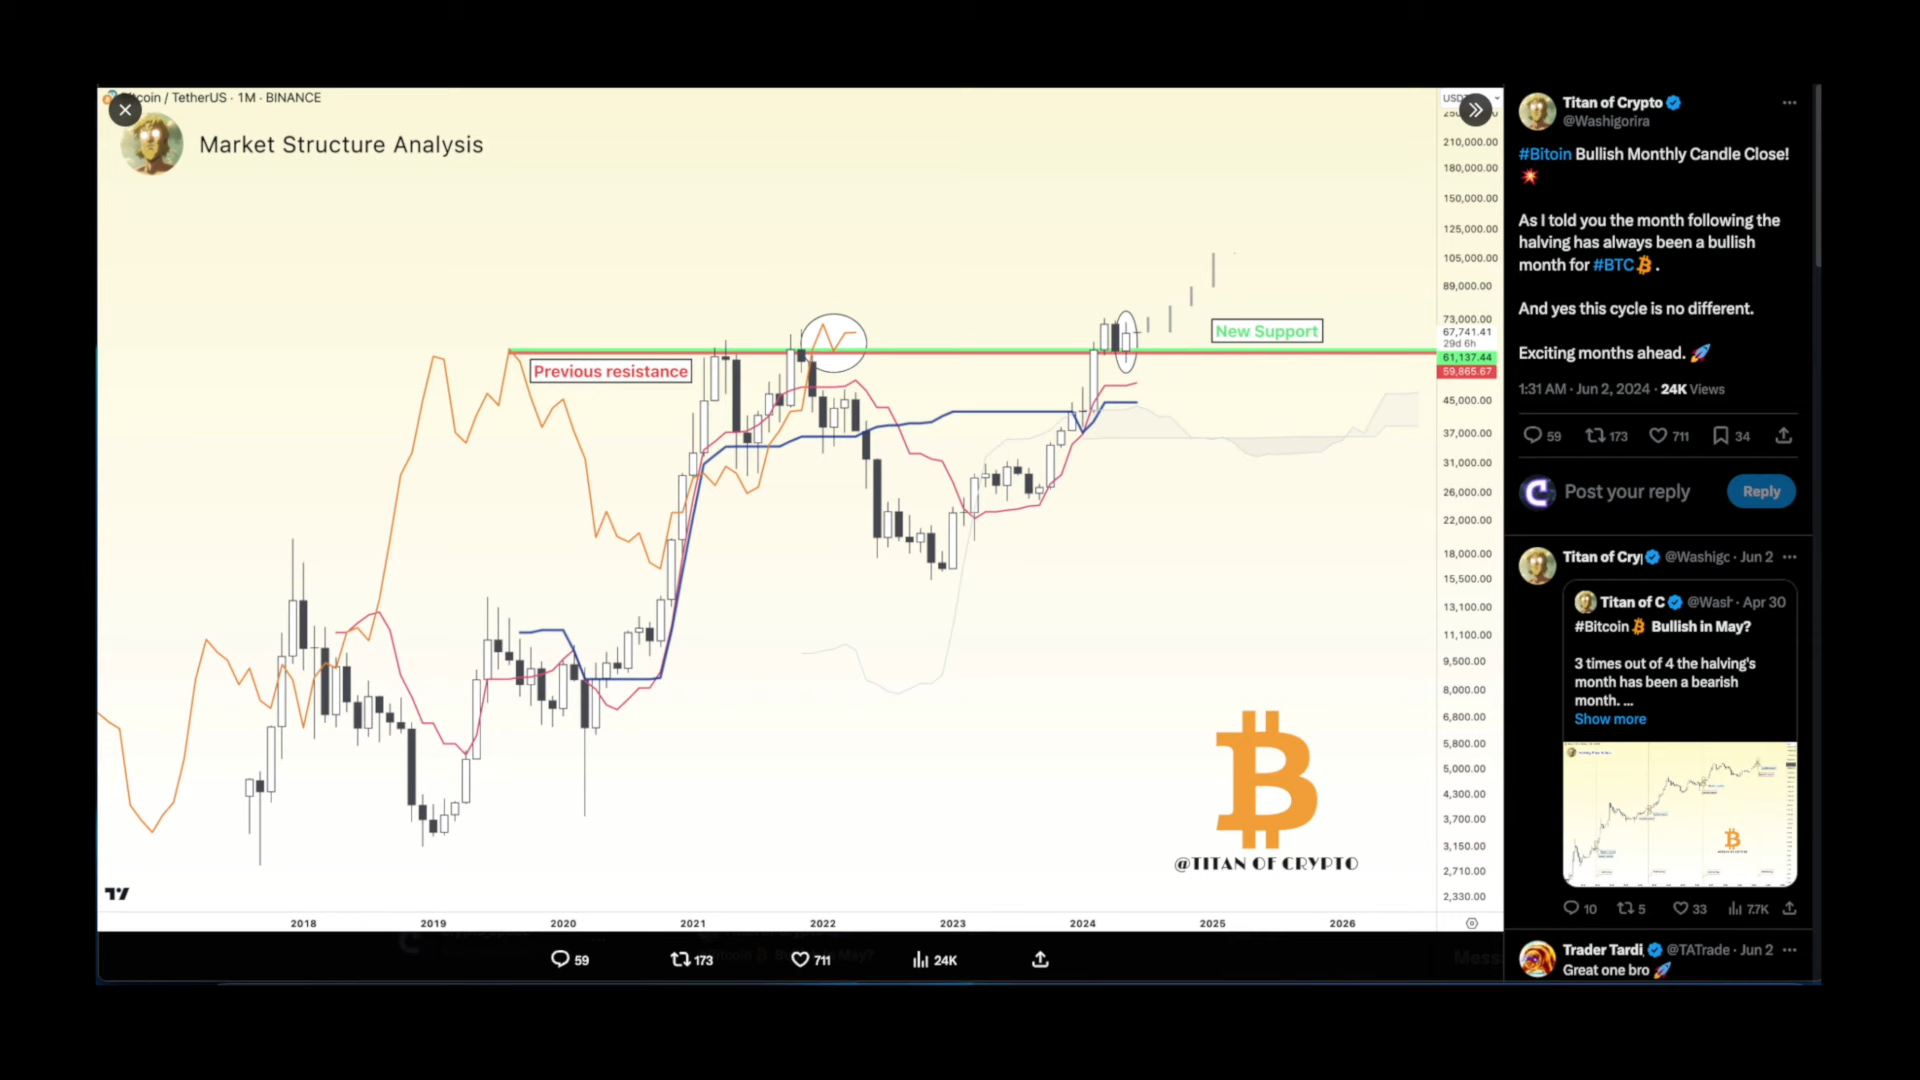 tcoin / TetherUS · 1M · BINANCE
Market Structure Analysis
Previous resistance
New Support
@TITAN OF CRYPTO
USD
210,000.00
180,000.00
150,000.00
125,000.00
105,000.00
89,000.00
73,000.00
67,741.41
29d 6h
61,137.44
59,865.67
45,000.00
37,000.00
31,000.00
26,000.00
22,000.00
18,000.00
15,500.00
13,100.00
11,100.00
9,500.00
8,000.00
6,800.00
5,800.00
5,000.00
4,300.00
3,700.00
3,150.00
2,710.00
2,330.00
2018 2019 2020 2021 2022 2023 2024 2025 2026
59 173 711 24K
Titan of Crypto
@Washigorira
#Bitoin Bullish Monthly Candle Close!
💥
As I told you the month following the
halving has always been a bullish
month for #BTC .
And yes this cycle is no different.
Exciting months ahead. 🚀
1:31 AM · Jun 2, 2024 · 24K Views
59 173 711 34
Post your reply Reply
Titan of Cry @Washigc · Jun 2
Titan of C @Wash · Apr 30
#Bitcoin Bullish in May?
3 times out of 4 the halving's
month has been a bearish
month. ...
Show more
10 5 33 7.7K
Trader Tardi @TATrade · Jun 2
Great one bro 🚀